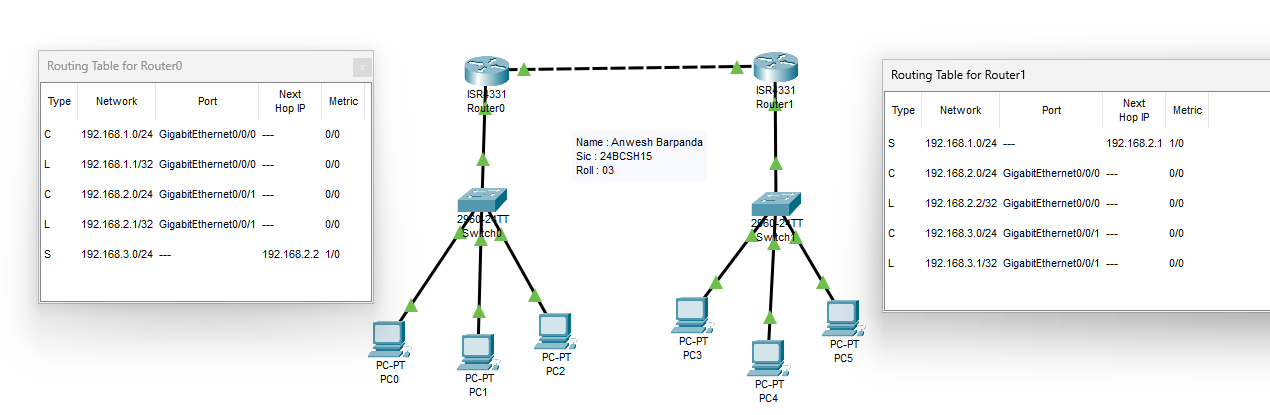 Routing Table for Router0
Type Network Port Next Hop IP Metric
C 192.168.1.0/24 GigabitEthernet0/0/0 --- 0/0
L 192.168.1.1/32 GigabitEthernet0/0/0 --- 0/0
C 192.168.2.0/24 GigabitEthernet0/0/1 --- 0/0
L 192.168.2.1/32 GigabitEthernet0/0/1 --- 0/0
S 192.168.3.0/24 --- 192.168.2.2 1/0
ISR4331
Router0
ISR4331
Router1
Name : Anwesh Barpanda
Sic : 24BCSH15
Roll : 03
2960-24TT
Switch0
2960-24TT
Switch1
PC-PT
PC0
PC-PT
PC1
PC-PT
PC2
PC-PT
PC3
PC-PT
PC4
PC-PT
PC5
Routing Table for Router1
Type Network Port Next Hop IP Metric
S 192.168.1.0/24 --- 192.168.2.1 1/0
C 192.168.2.0/24 GigabitEthernet0/0/0 --- 0/0
L 192.168.2.2/32 GigabitEthernet0/0/0 --- 0/0
C 192.168.3.0/24 GigabitEthernet0/0/1 --- 0/0
L 192.168.3.1/32 GigabitEthernet0/0/1 --- 0/0